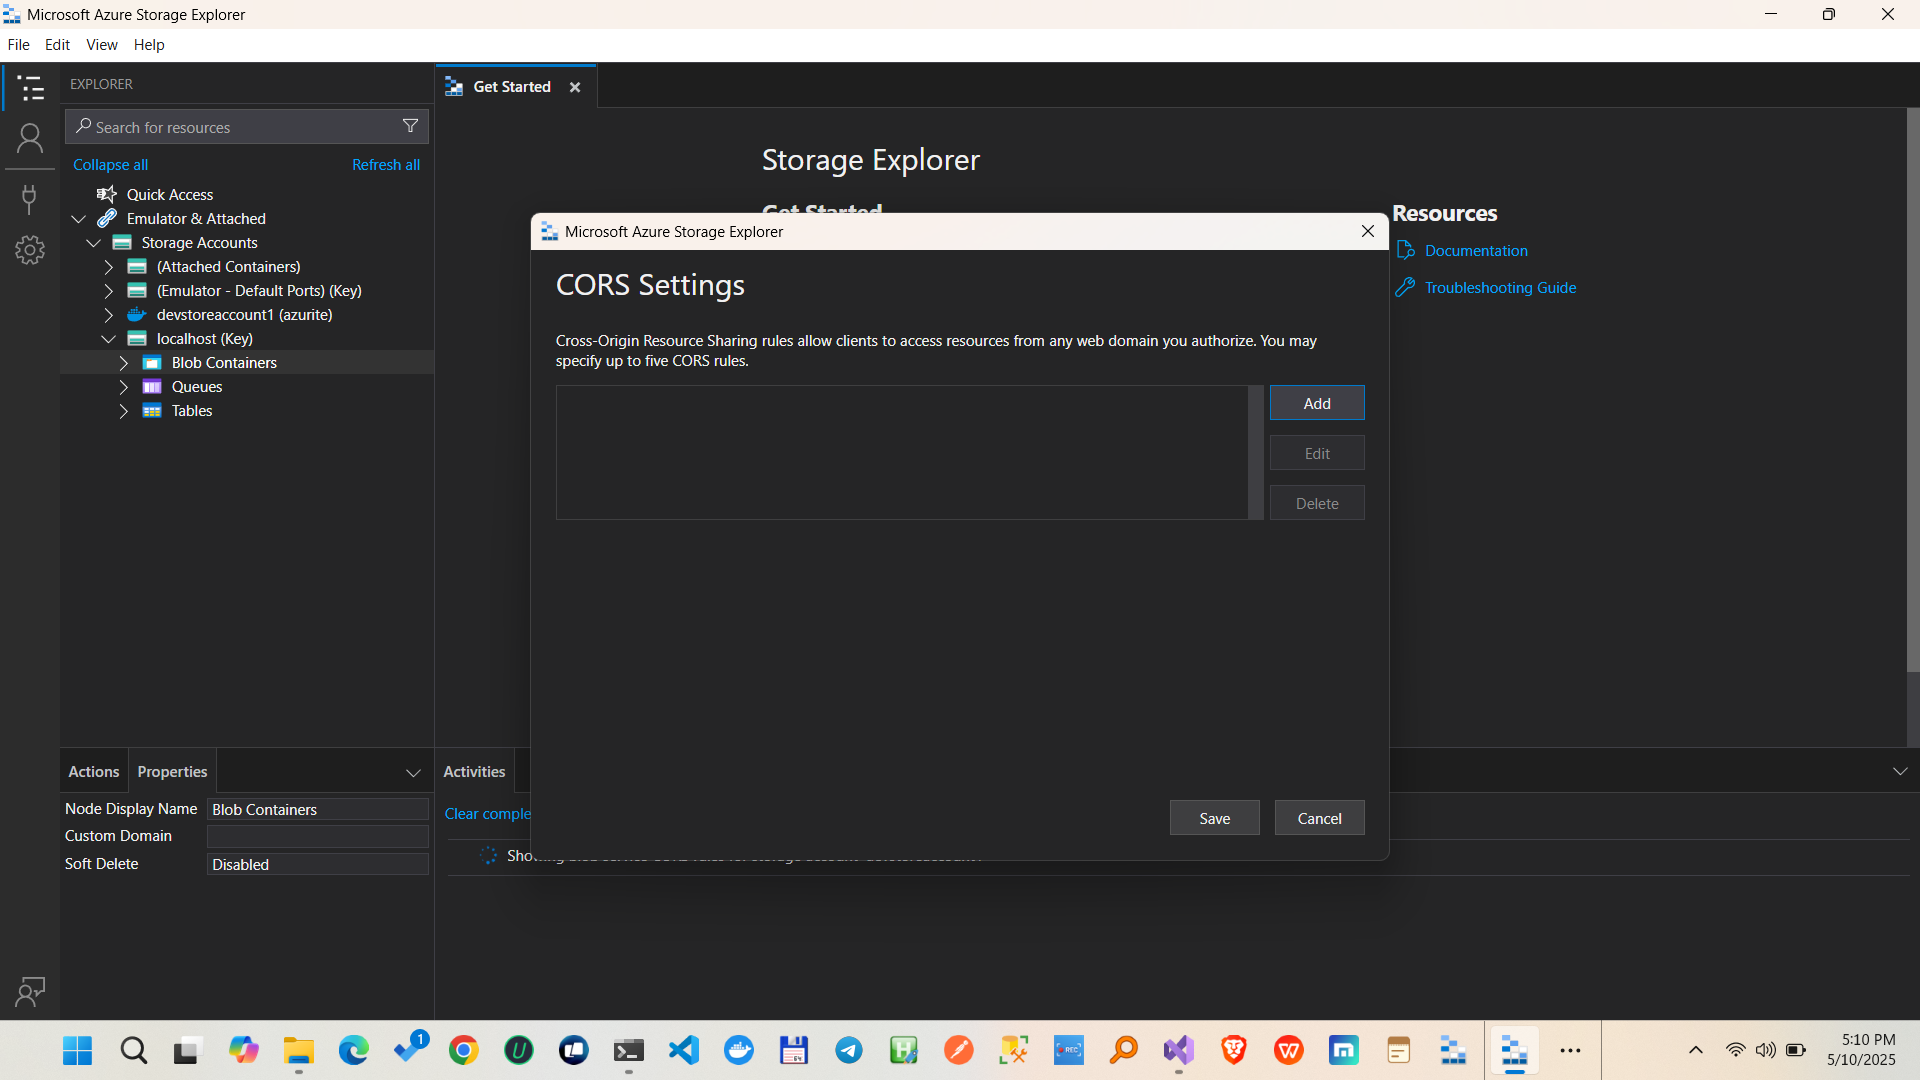 Microsoft Azure Storage Explorer
File Edit View Help
EXPLORER
Search for resources
Collapse all Refresh all
Quick Access
Emulator & Attached
Storage Accounts
(Attached Containers)
(Emulator - Default Ports) (Key)
devstoreaccount1 (azurite)
localhost (Key)
Blob Containers
Queues
Tables
Get Started
Storage Explorer
Get Started
Resources
Documentation
Troubleshooting Guide
Microsoft Azure Storage Explorer
CORS Settings
Cross-Origin Resource Sharing rules allow clients to access resources from any web domain you authorize. You may
specify up to five CORS rules.
Add
Edit
Delete
Save Cancel
Actions Properties
Node Display Name Blob Containers
Custom Domain
Soft Delete Disabled
Activities
Clear comple
1
U
REC
5:10 PM
5/10/2025